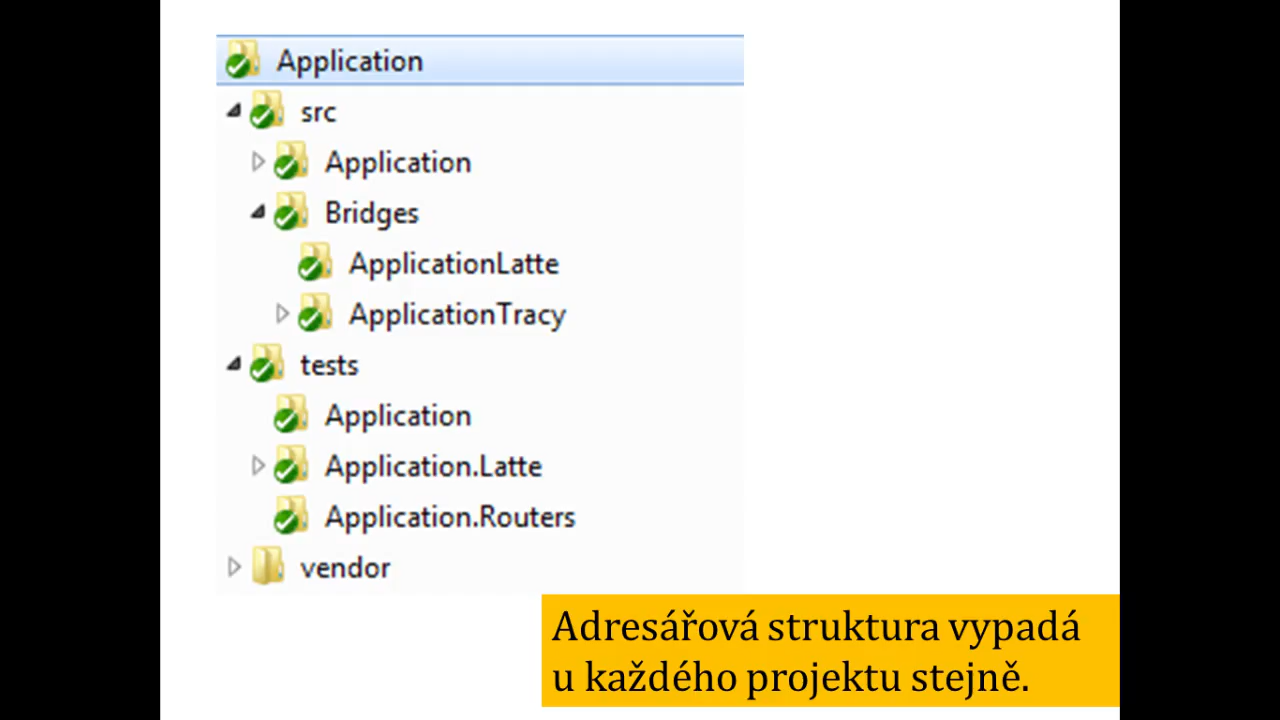 Application
src
Application
Bridges
ApplicationLatte
ApplicationTracy
tests
Application
Application.Latte
Application.Routers
vendor
Adresářová struktura vypadá
u každého projektu stejně.